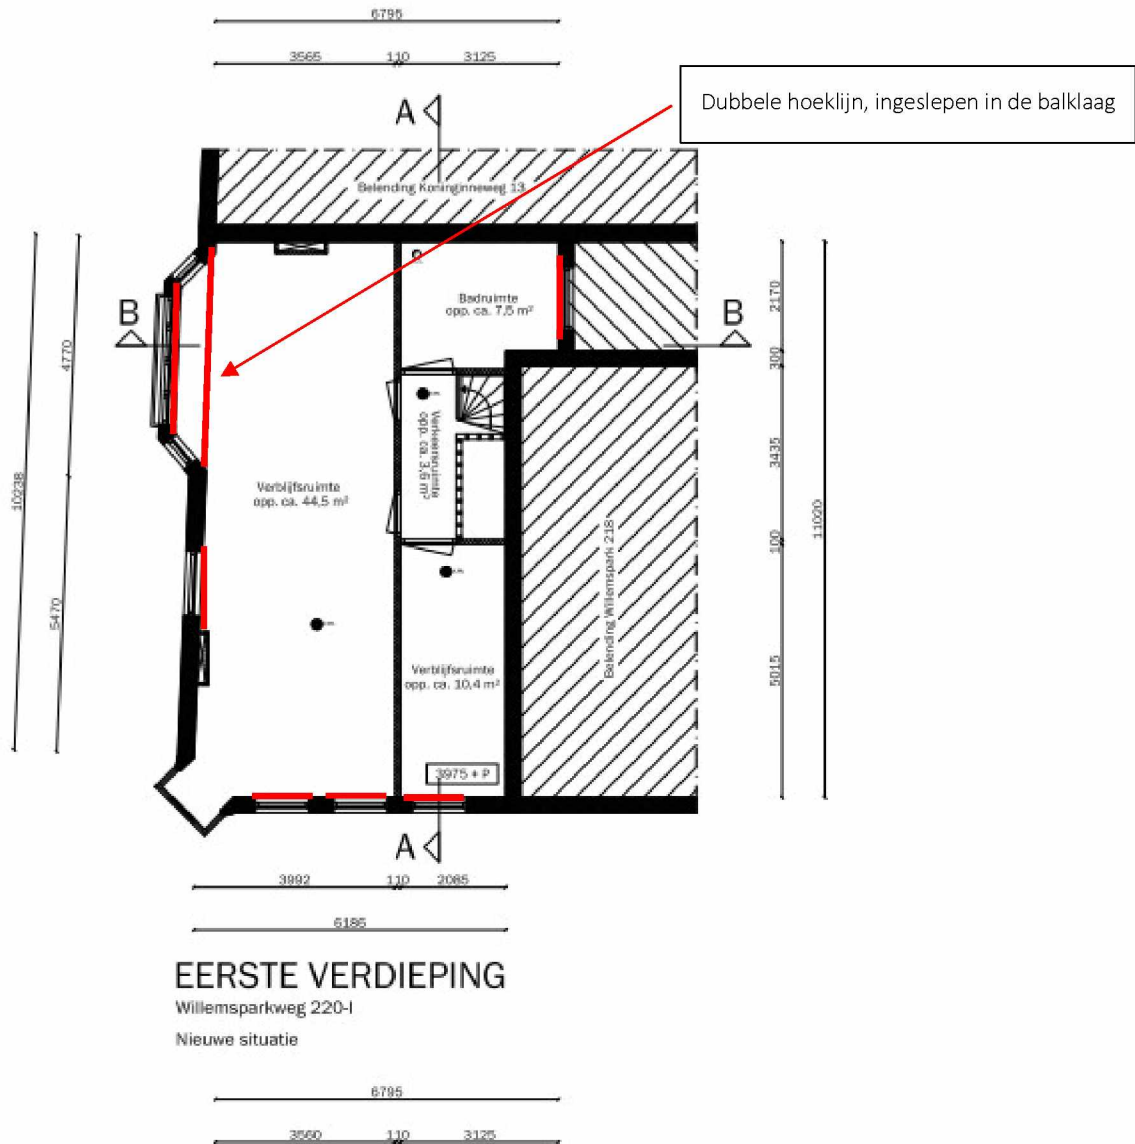 6795
3565 110 3125
Dubbele hoeklijn, ingeslepen in de balklaag
A
Belending Koninginneweg 13
Badruimte
opp. ca. 7,5 m²
B
B
2170
4770
300
Verkeersruimte
opp. ca. 3,6 m²
3435
Verblijfsruimte
opp. ca. 44,5 m²
10238
11020
100
Belending Willemspark 218
5470
Verblijfsruimte
opp. ca. 10,4 m²
5015
3975 + P
A
3992 110 2085
6185
EERSTE VERDIEPING
Willemsparkweg 220-I
Nieuwe situatie
6795
3560 110 3125